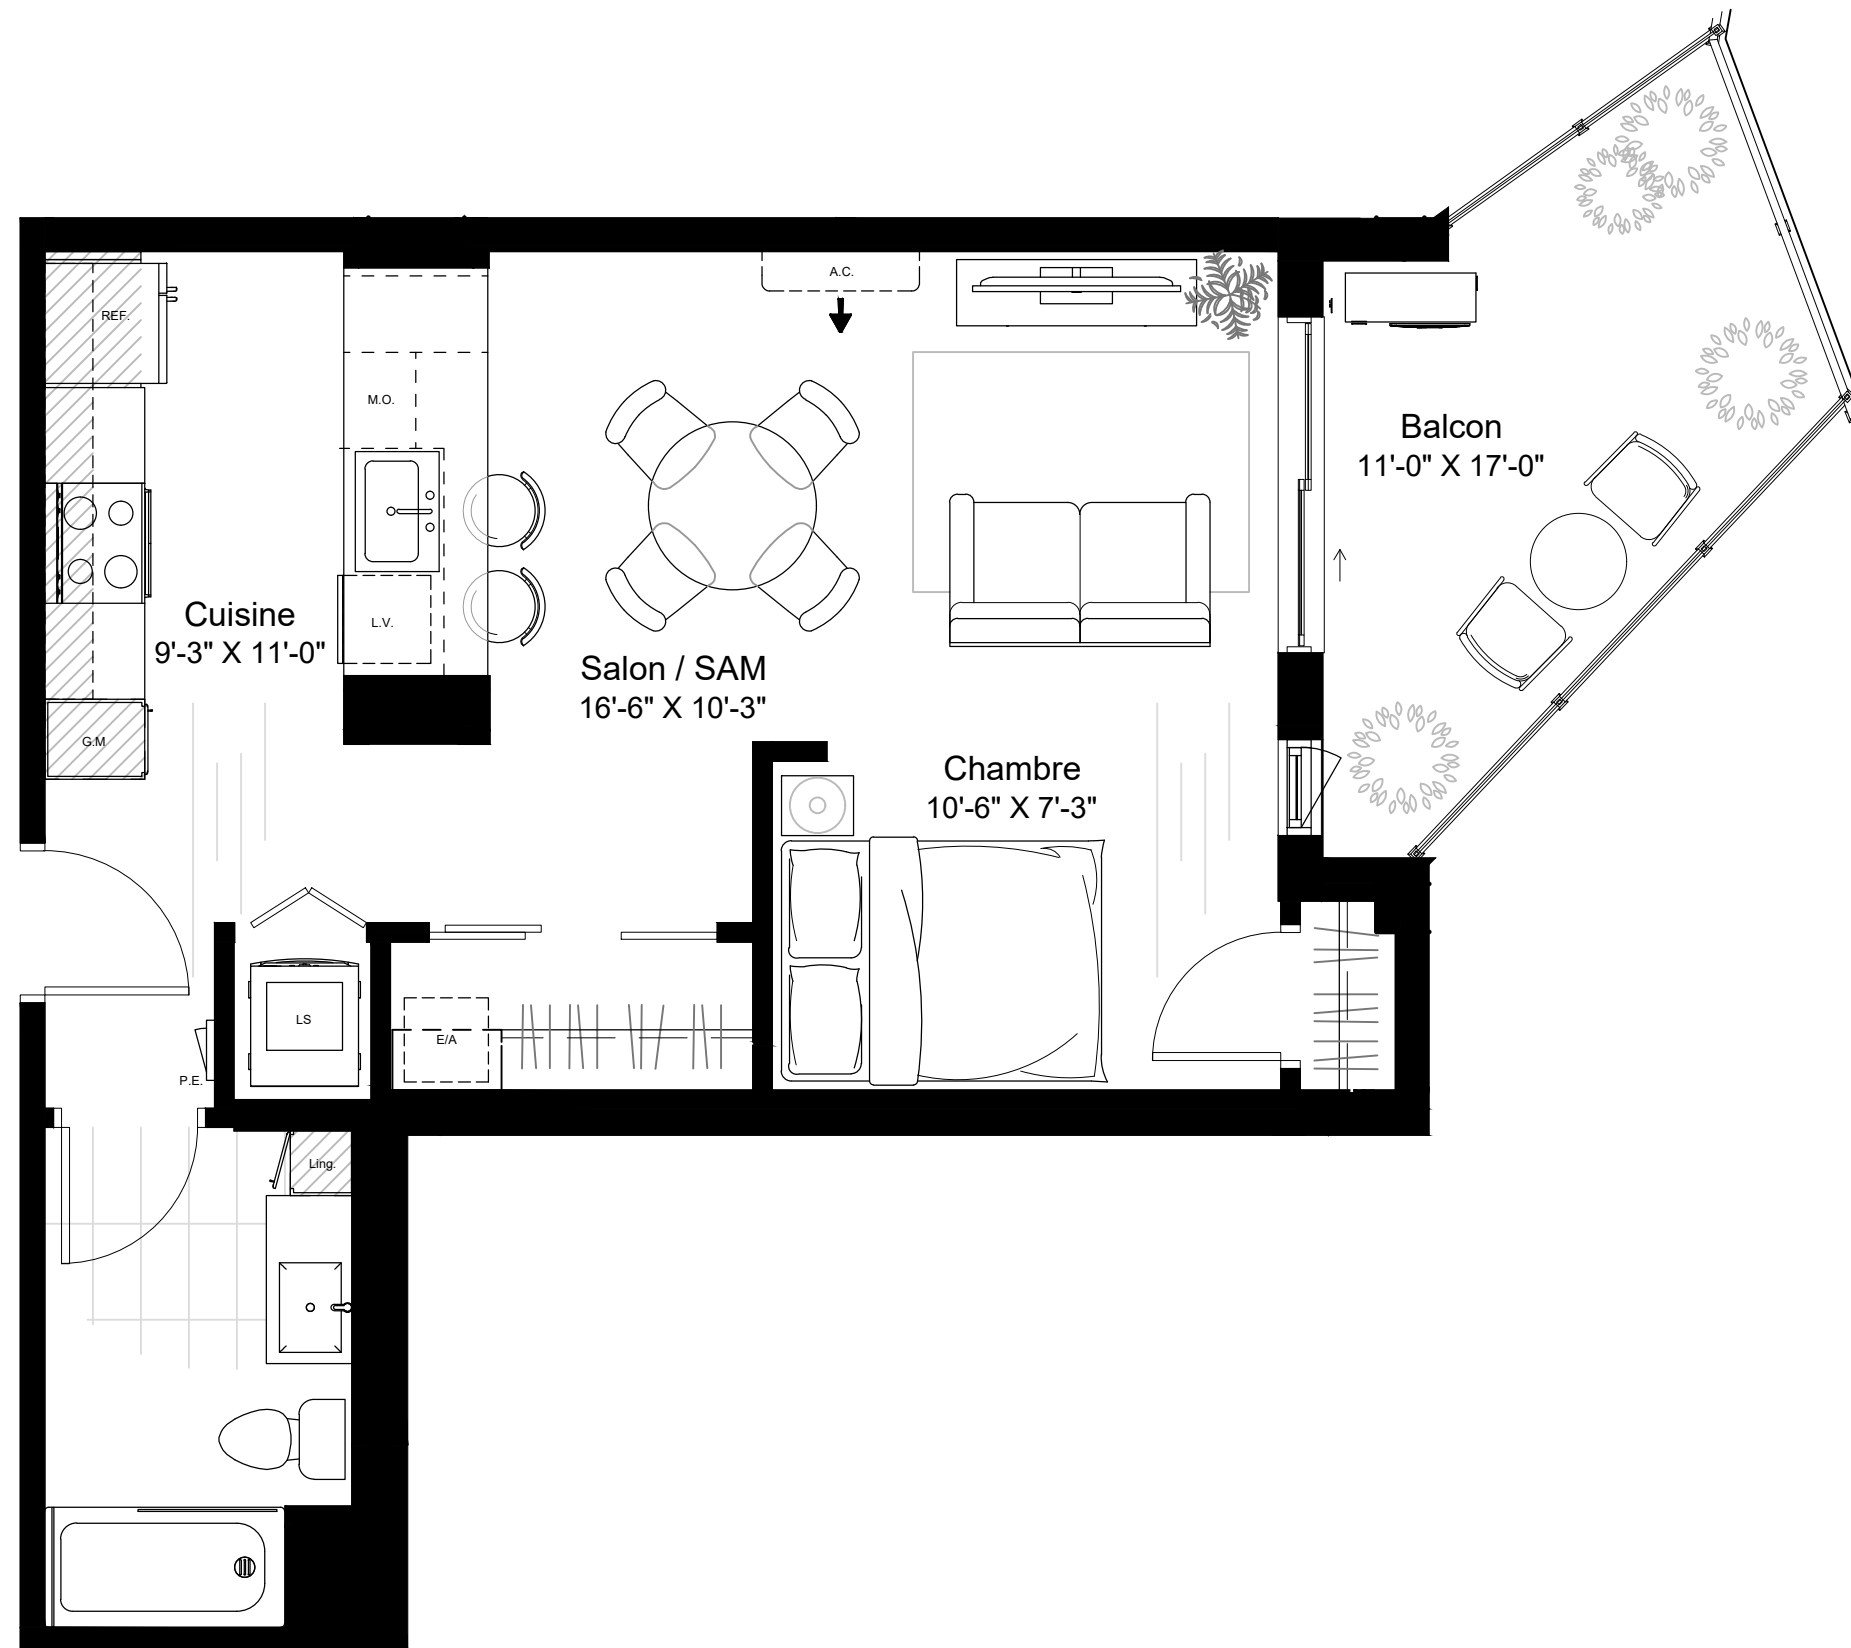 A.C.
REF.
M.O.
Balcon
11'-0" X 17'-0"
Cuisine
9'-3" X 11'-0"
L.V.
Salon / SAM
16'-6" X 10'-3"
G.M
Chambre
10'-6" X 7'-3"
LS
E/A
P.E.
Ling.